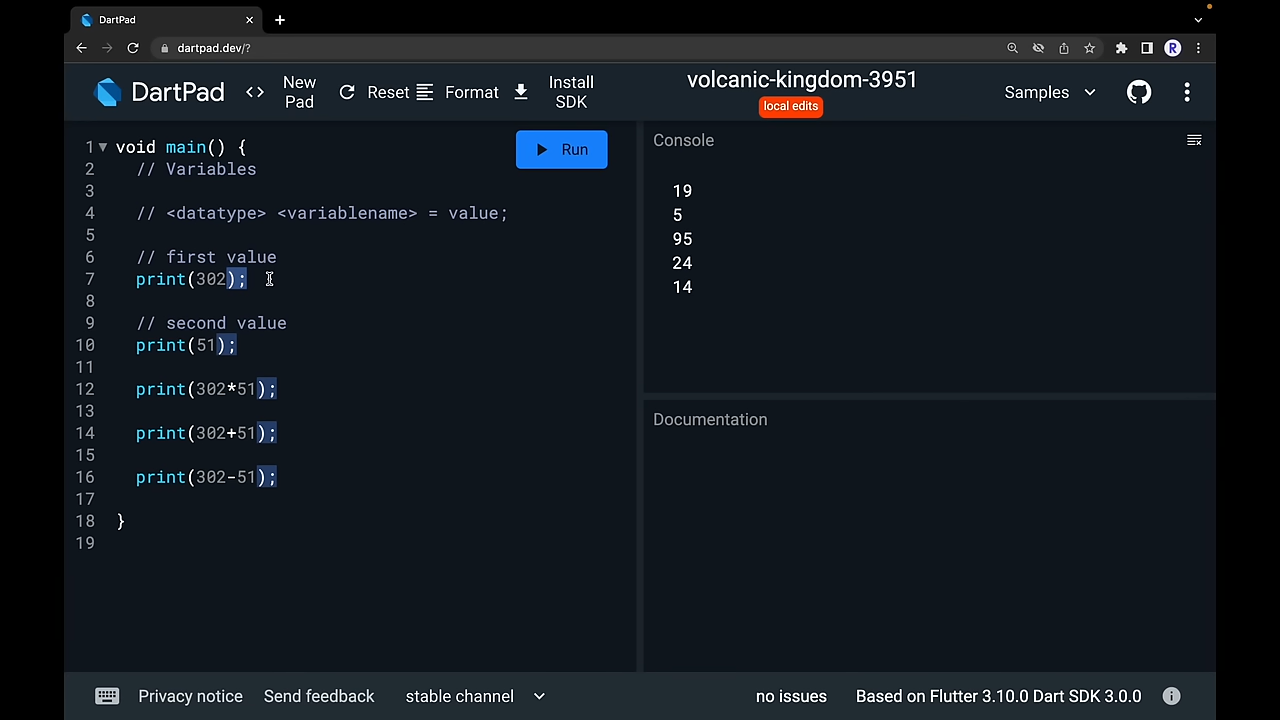 DartPad
dartpad.dev/?
R
DartPad
<>
New Pad
Reset
Format
Install SDK
volcanic-kingdom-3951
local edits
Samples
1 void main() {
2 // Variables
3
4 // <datatype> <variablename> = value;
5
6 // first value
7 print(302);
8
9 // second value
10 print(51);
11
12 print(302*51);
13
14 print(302+51);
15
16 print(302-51);
17
18 }
19
Run
Console
19
5
95
24
14
Documentation
Privacy notice
Send feedback
stable channel
no issues
Based on Flutter 3.10.0 Dart SDK 3.0.0